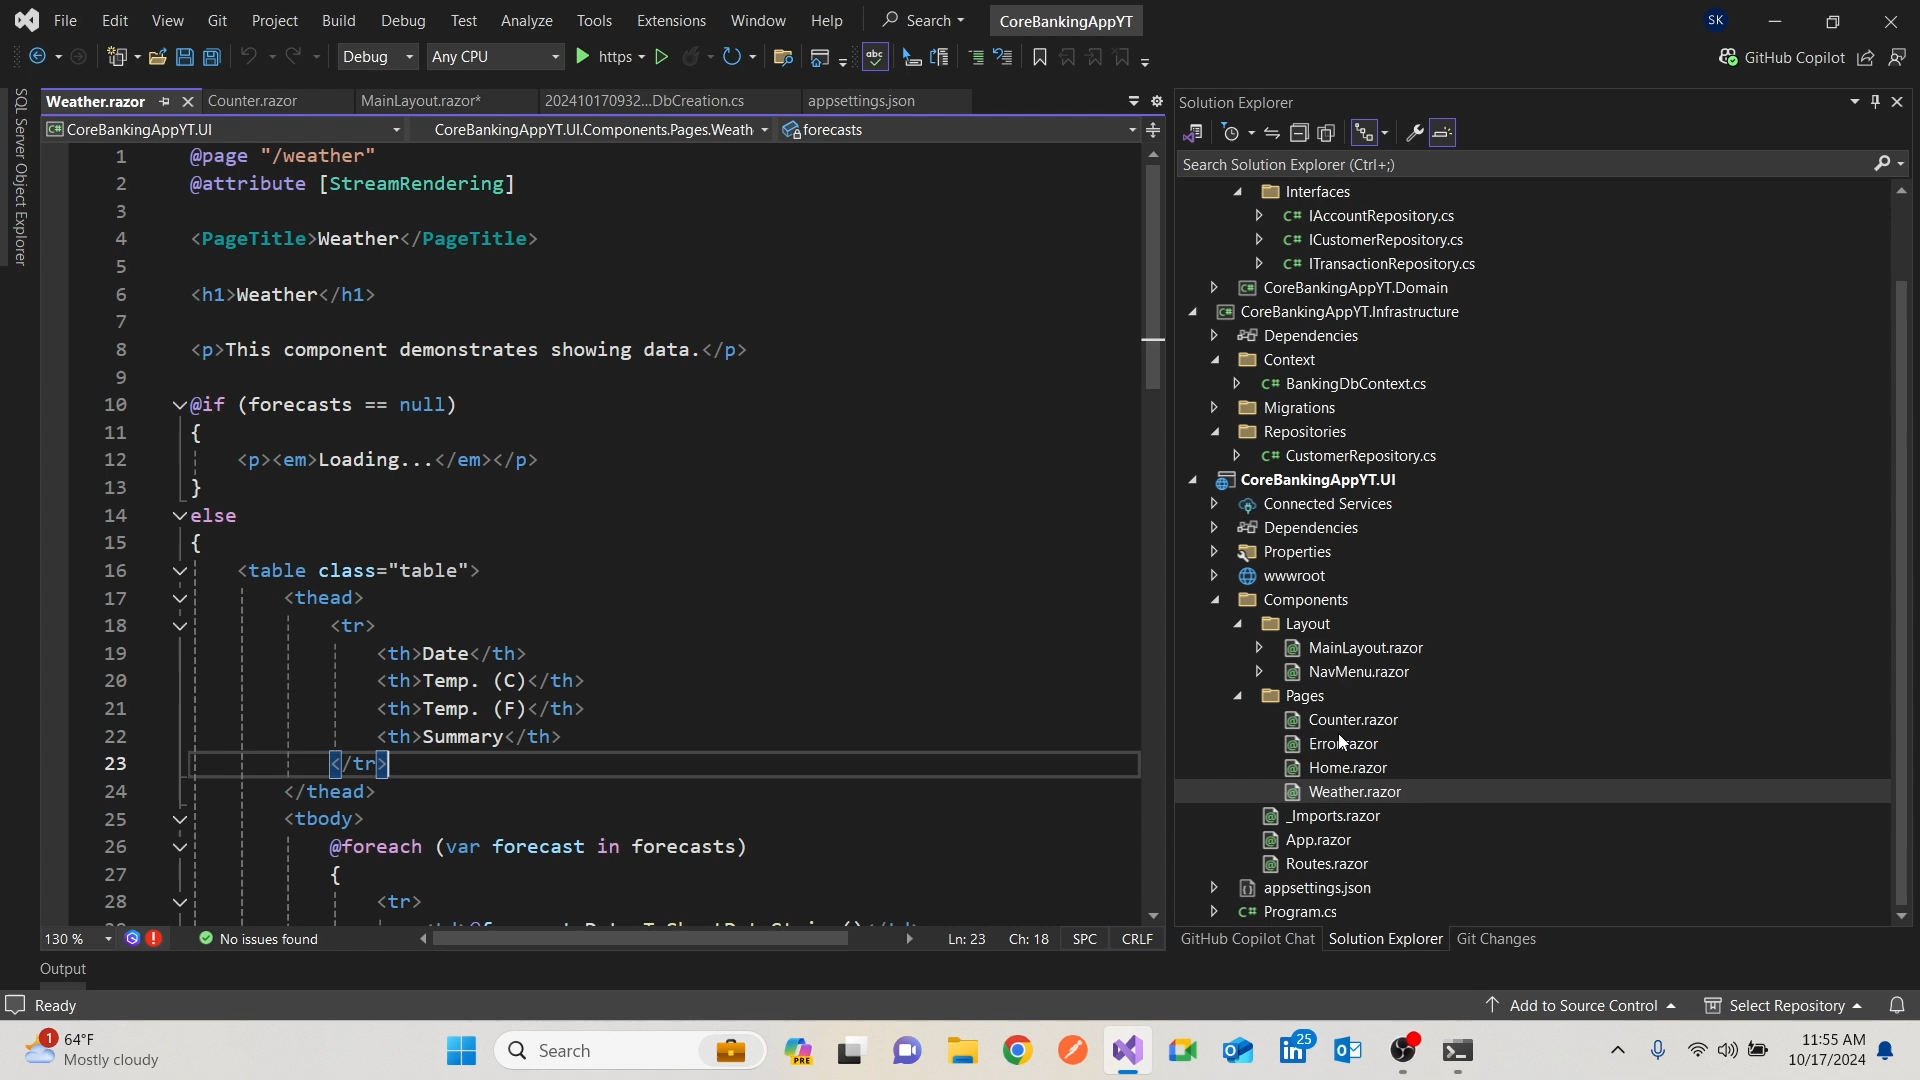 File Edit View Git Project Build Debug Test Analyze Tools Extensions Window Help Search CoreBankingAppYT SK
Debug Any CPU https abc GitHub Copilot
SQL Server Object Explorer
Weather.razor Counter.razor MainLayout.razor* 202410170932...DbCreation.cs appsettings.json
CoreBankingAppYT.UI CoreBankingAppYT.UI.Components.Pages.Weath forecasts
1 @page "/weather"
2 @attribute [StreamRendering]
3
4 <PageTitle>Weather</PageTitle>
5
6 <h1>Weather</h1>
7
8 <p>This component demonstrates showing data.</p>
9
10 @if (forecasts == null)
11 {
12 <p><em>Loading...</em></p>
13 }
14 else
15 {
16 <table class="table">
17 <thead>
18 <tr>
19 <th>Date</th>
20 <th>Temp. (C)</th>
21 <th>Temp. (F)</th>
22 <th>Summary</th>
23 </tr>
24 </thead>
25 <tbody>
26 @foreach (var forecast in forecasts)
27 {
28 <tr>
130 % No issues found Ln: 23 Ch: 18 SPC CRLF
Output
Solution Explorer
Search Solution Explorer (Ctrl+;)
Interfaces
C# IAccountRepository.cs
C# ICustomerRepository.cs
C# ITransactionRepository.cs
C# CoreBankingAppYT.Domain
C# CoreBankingAppYT.Infrastructure
Dependencies
Context
C# BankingDbContext.cs
Migrations
Repositories
C# CustomerRepository.cs
CoreBankingAppYT.UI
Connected Services
Dependencies
Properties
wwwroot
Components
Layout
MainLayout.razor
NavMenu.razor
Pages
Counter.razor
Error.razor
Home.razor
Weather.razor
_Imports.razor
App.razor
Routes.razor
appsettings.json
C# Program.cs
GitHub Copilot Chat Solution Explorer Git Changes
Ready Add to Source Control Select Repository
1 64°F
Mostly cloudy
Search PRE 25
11:55 AM
10/17/2024